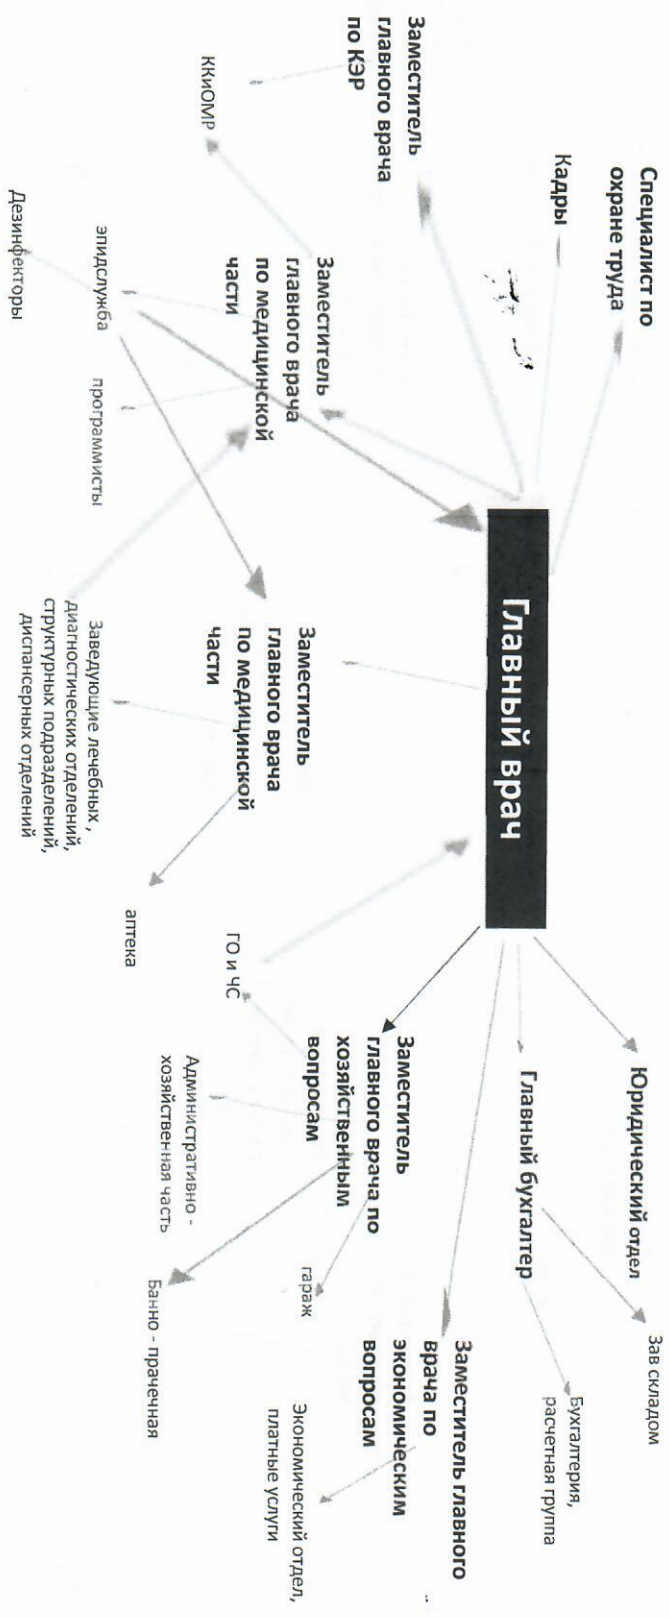 Специалист по
охране труда
Кадры
Заместитель
главного врача
по КЭР
ККиОМР
Главный врач
Юридический отдел
Главный бухгалтер
Зав складом
Бухгалтерия,
расчетная группа
Заместитель
главного врача
по медицинской
части
эпидслужба
Дезинфекторы
программисты
Заместитель
главного врача
по медицинской
части
Заведующие лечебных ,
диагностических отделений,
структурных подразделений,
диспансерных отделений
аптека
ГО и ЧС
Заместитель
главного врача по
хозяйственным
вопросам
Административно -
хозяйственная часть
Банно - прачечная
гараж
Заместитель главного
врача по
экономическим
вопросам
Экономический отдел,
платные услуги